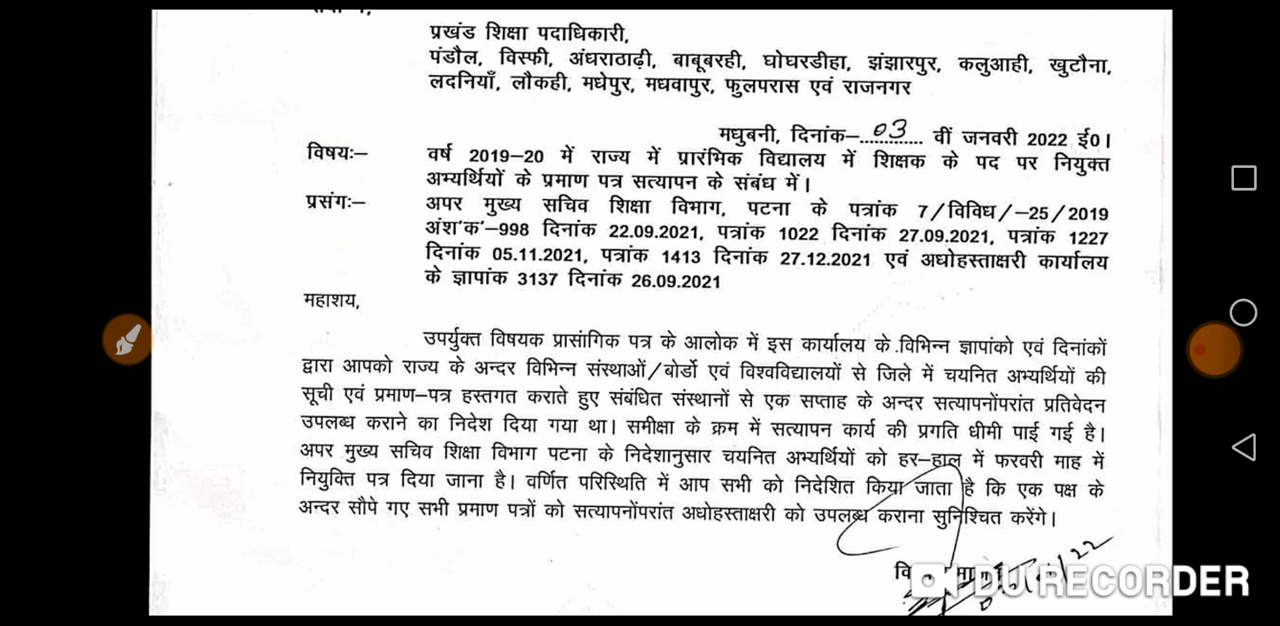 प्रखंड शिक्षा पदाधिकारी,
पंडौल, विस्फी, अंधराठाढ़ी, बाबूबरही, घोघरडीहा, झंझारपुर, कलुआही, खुटौना,
लदनियाँ, लौकही, मधेपुर, मधवापुर, फुलपरास एवं राजनगर
मधुबनी, दिनांक–...03... वीं जनवरी 2022 ई0।
विषयः– वर्ष 2019–20 में राज्य में प्रारंभिक विद्यालय में शिक्षक के पद पर नियुक्त
अभ्यर्थियों के प्रमाण पत्र सत्यापन के संबंध में।
प्रसंगः– अपर मुख्य सचिव शिक्षा विभाग, पटना के पत्रांक 7/विविध/–25/2019
अंश'क'–998 दिनांक 22.09.2021, पत्रांक 1022 दिनांक 27.09.2021, पत्रांक 1227
दिनांक 05.11.2021, पत्रांक 1413 दिनांक 27.12.2021 एवं अधोहस्ताक्षरी कार्यालय
के ज्ञापांक 3137 दिनांक 26.09.2021
महाशय,
उपर्युक्त विषयक प्रासांगिक पत्र के आलोक में इस कार्यालय के विभिन्न ज्ञापांको एवं दिनांकों
द्वारा आपको राज्य के अन्दर विभिन्न संस्थाओं/बोर्डो एवं विश्वविद्यालयों से जिले में चयनित अभ्यर्थियों की
सूची एवं प्रमाण–पत्र हस्तगत कराते हुए संबंधित संस्थानों से एक सप्ताह के अन्दर सत्यापनोंपरांत प्रतिवेदन
उपलब्ध कराने का निदेश दिया गया था। समीक्षा के क्रम में सत्यापन कार्य की प्रगति धीमी पाई गई है।
अपर मुख्य सचिव शिक्षा विभाग पटना के निदेशानुसार चयनित अभ्यर्थियों को हर–हाल में फरवरी माह में
नियुक्ति पत्र दिया जाना है। वर्णित परिस्थिति में आप सभी को निदेशित किया जाता है कि एक पक्ष के
अन्दर सौपे गए सभी प्रमाण पत्रों को सत्यापनोंपरांत अधोहस्ताक्षरी को उपलब्ध कराना सुनिश्चित करेंगे।
DU RECORDER